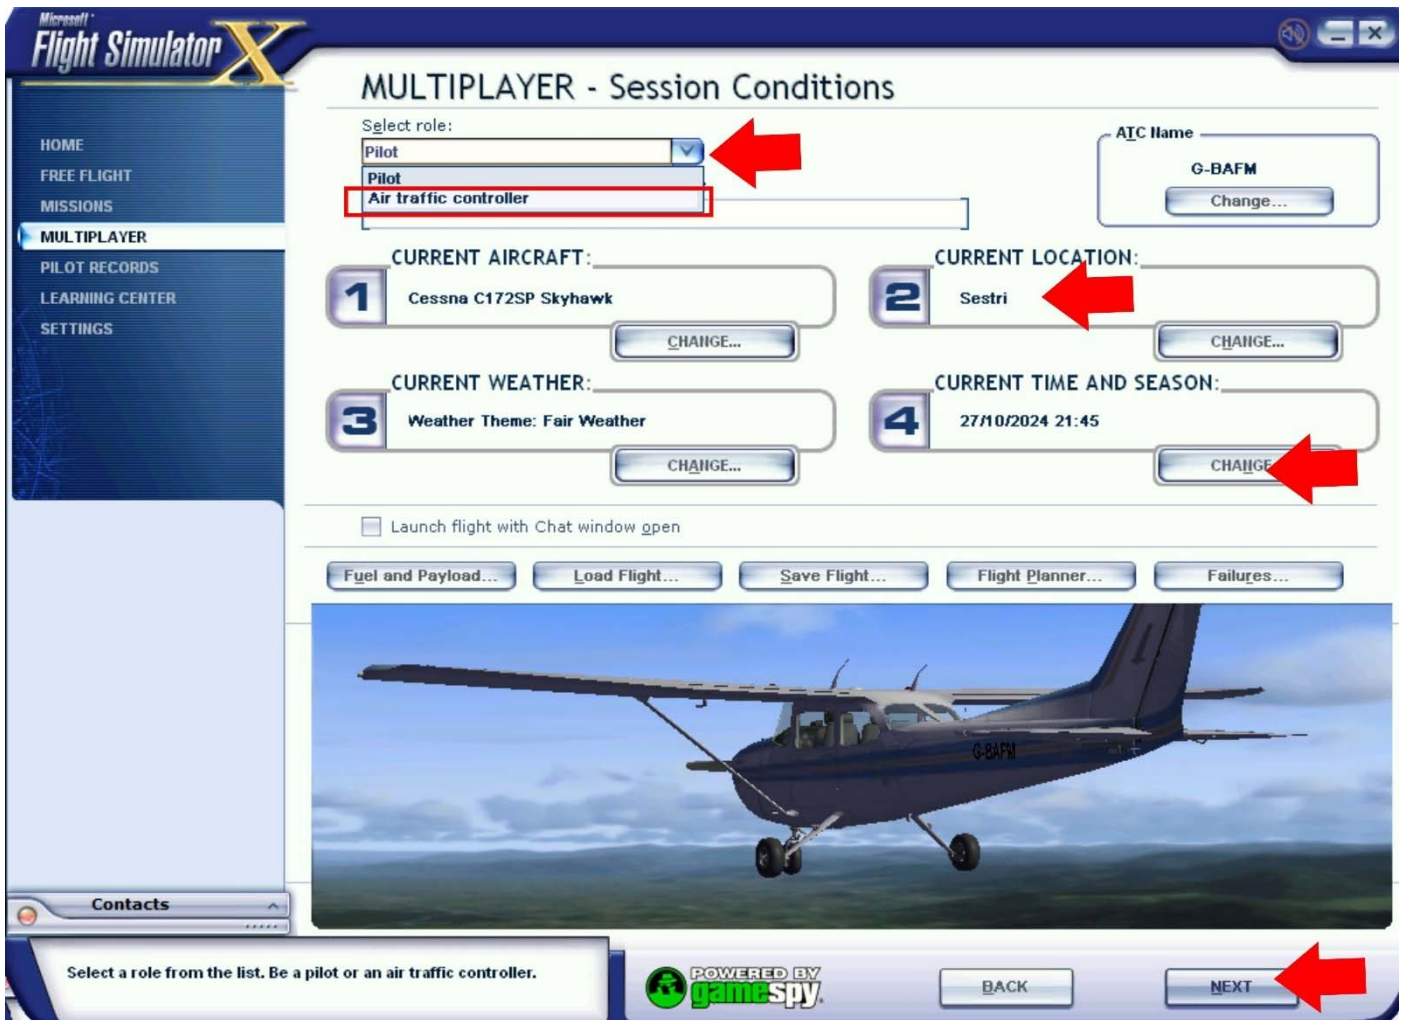 Microsoft
Flight Simulator X
MULTIPLAYER - Session Conditions
HOME
FREE FLIGHT
MISSIONS
MULTIPLAYER
PILOT RECORDS
LEARNING CENTER
SETTINGS
Select role:
Pilot
Pilot
Air traffic controller
ATC Name
G-BAFM
Change...
CURRENT AIRCRAFT:
1
Cessna C172SP Skyhawk
CHANGE...
CURRENT LOCATION:
2
Sestri
CHANGE...
CURRENT WEATHER:
3
Weather Theme: Fair Weather
CHANGE...
CURRENT TIME AND SEASON:
4
27/10/2024 21:45
CHANGE
Launch flight with Chat window open
Fuel and Payload...
Load Flight...
Save Flight...
Flight Planner...
Failures...
G-BAFM
Contacts
Select a role from the list. Be a pilot or an air traffic controller.
POWERED BY
gamespy.
BACK
NEXT